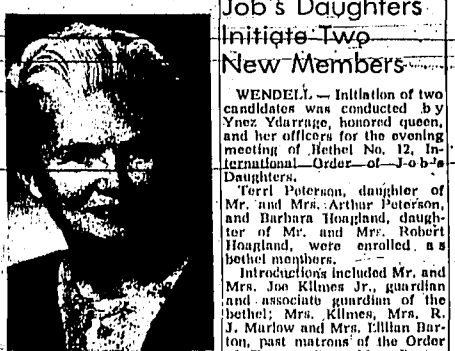 Job's Daughters
Initiate Two
New Members
WENDELL — Initiation of two
candidates was conducted by
Ynez Ydarrage, honored queen,
and her officers for the evening
meeting of Bethel No. 12, In-
ternational Order of Job's
Daughters.
Terri Peterson, daughter of
Mr. and Mrs. Arthur Peterson,
and Barbara Hoagland, daugh-
ter of Mr. and Mrs. Robert
Hoagland, were enrolled as
bethel members.
Introductions included Mr. and
Mrs. Joe Klimes Jr., guardian
and associate guardian of the
bethel; Mrs. Klimes, Mrs. R.
J. Marlow and Mrs. Ellian Bar-
ton, past matrons of the Order